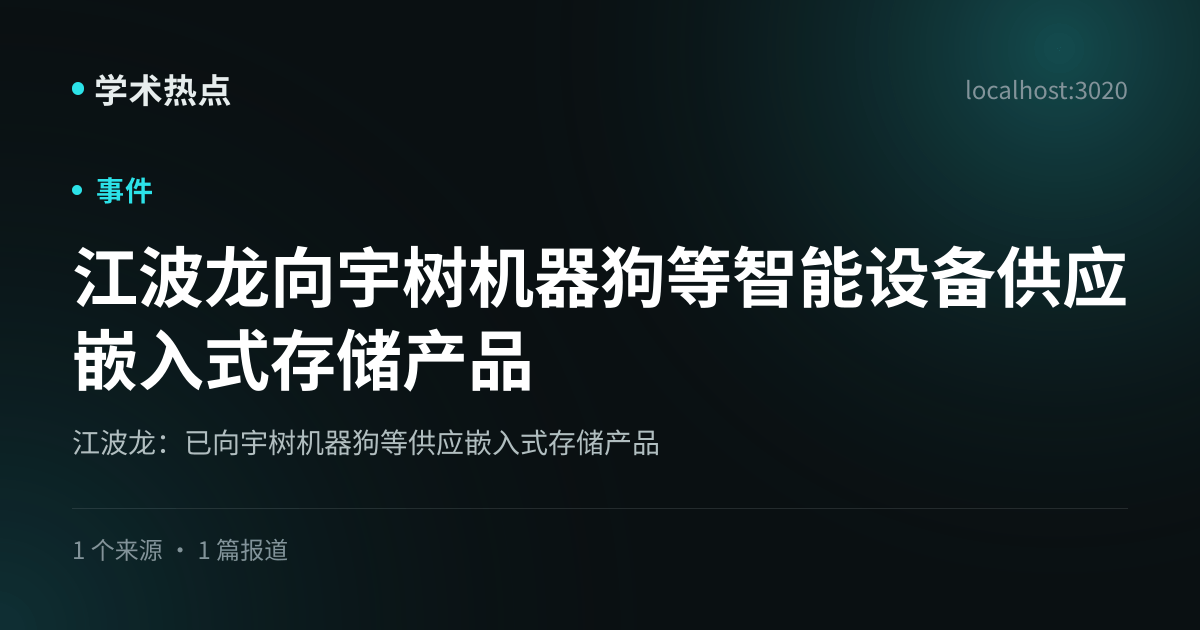 学术热点
localhost:3020
事件
江波龙向宇树机器狗等智能设备供应
嵌入式存储产品
江波龙：已向宇树机器狗等供应嵌入式存储产品
1 个来源 · 1 篇报道